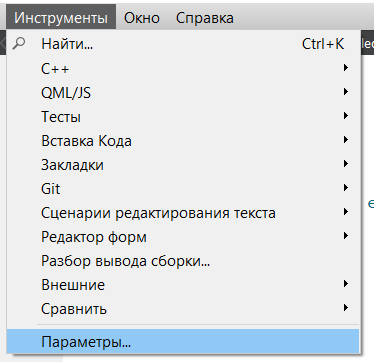 Инструменты Окно Справка
Найти... Ctrl+K
C++
QML/JS
Тесты
Вставка Кода
Закладки
Git
Сценарии редактирования текста
Редактор форм
Разбор вывода сборки...
Внешние
Сравнить
Параметры...